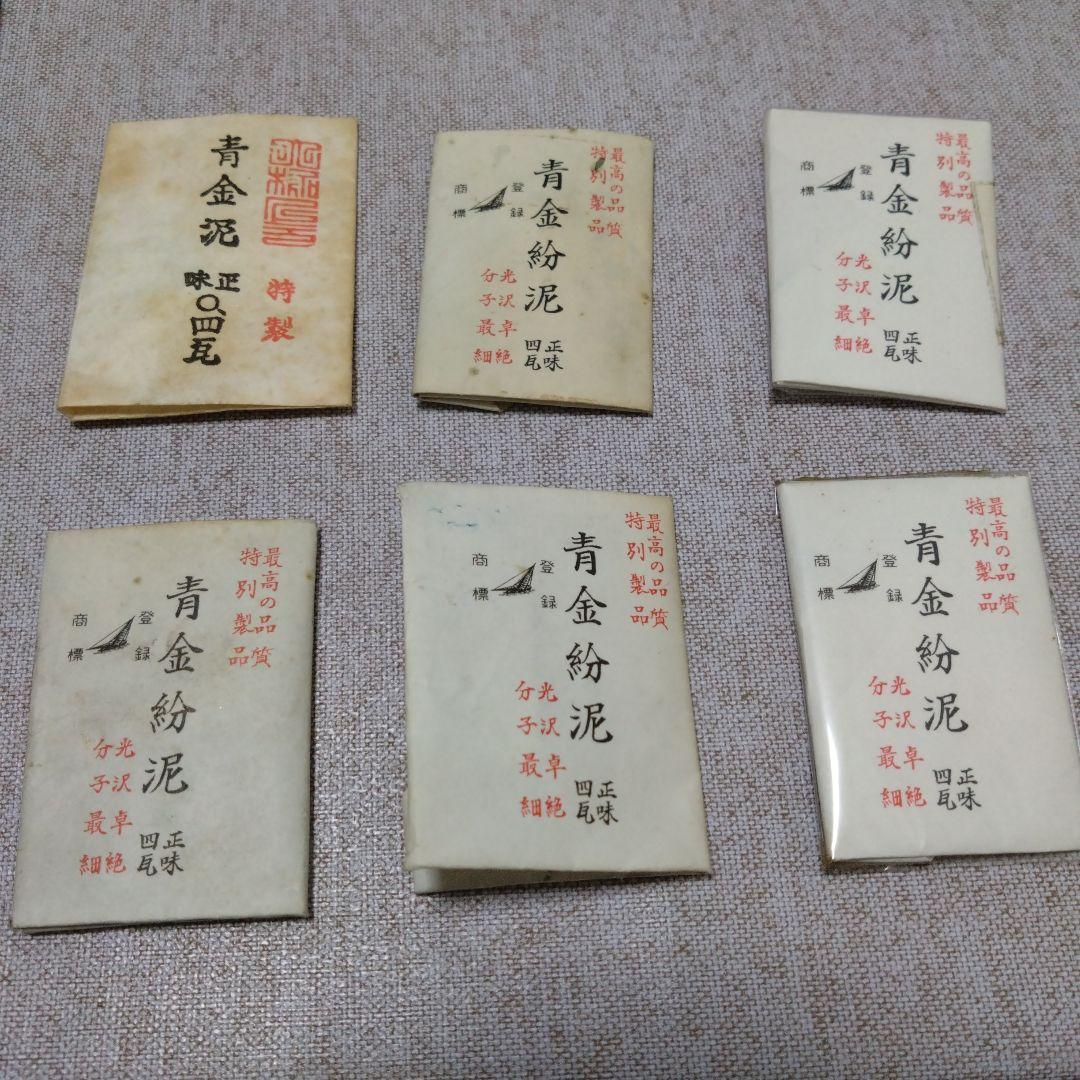 特製
青金泥
正味
〇、四瓦
最高の品質
特別製品
青金紛泥
正味
四瓦
登録
商標
光沢卓絶
分子最細
最高の品質
特別製品
青金紛泥
正味
四瓦
登録
商標
光沢卓絶
分子最細
最高の品質
特別製品
青金紛泥
正味
四瓦
登録
商標
光沢卓絶
分子最細
最高の品質
特別製品
青金紛泥
正味
四瓦
登録
商標
光沢卓絶
分子最細
最高の品質
特別製品
青金紛泥
正味
四瓦
登録
商標
光沢卓絶
分子最細